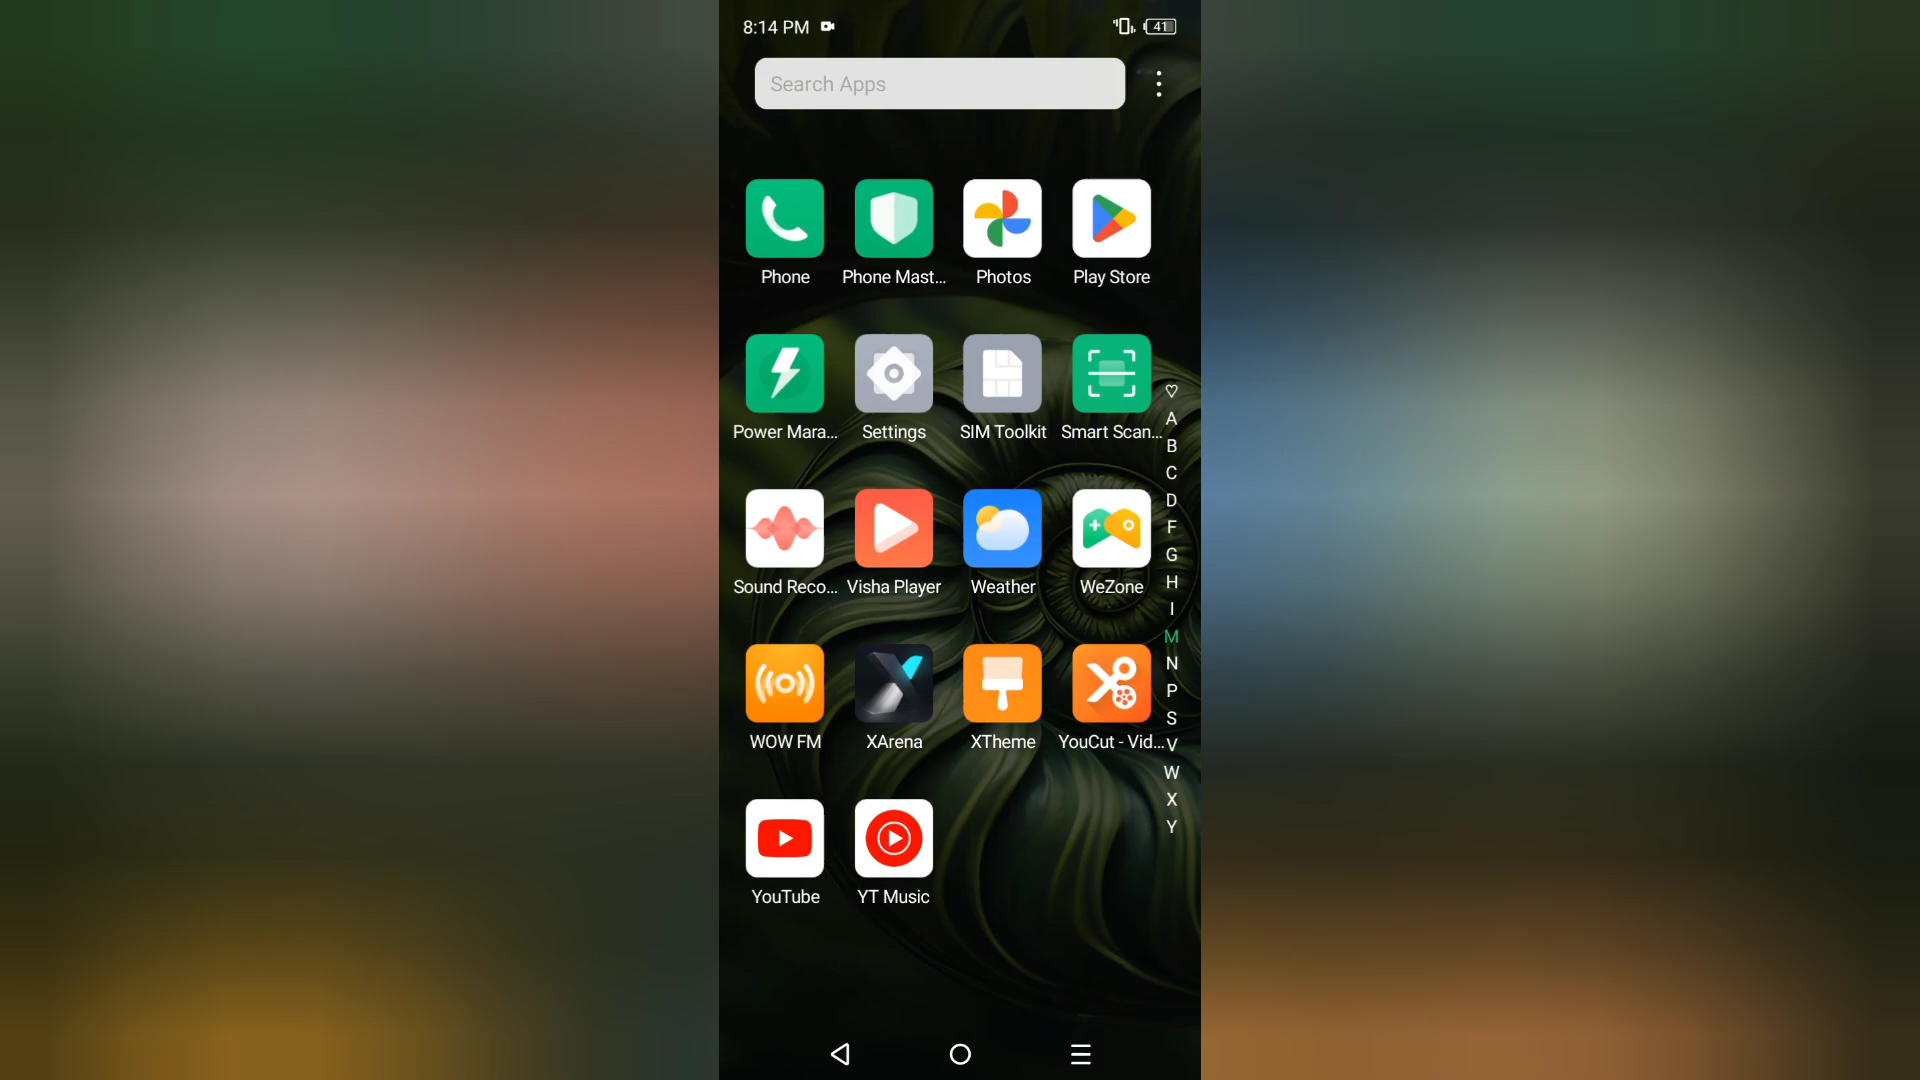 8:14 PM 41
Search Apps
Phone Phone Mast... Photos Play Store
Power Mara... Settings SIM Toolkit Smart Scan...
Sound Reco... Visha Player Weather WeZone
WOW FM XArena XTheme YouCut - Vid...
YouTube YT Music
A
B
C
D
F
G
H
I
M
N
P
S
V
W
X
Y